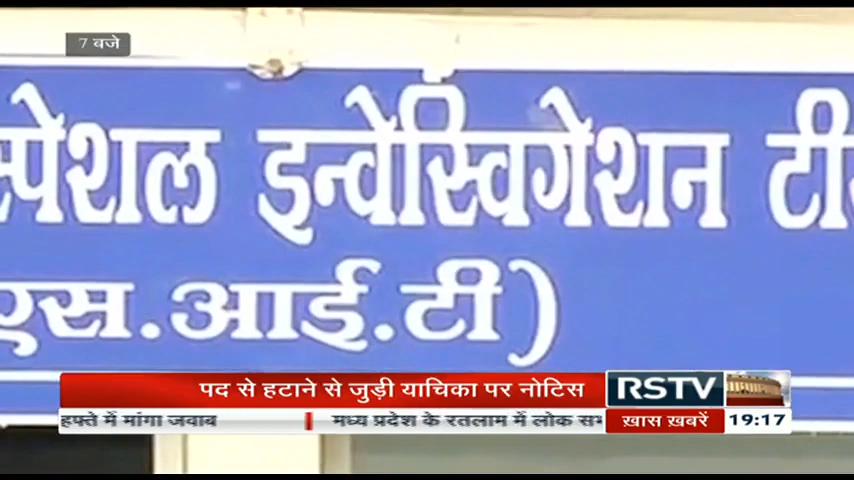 7 बजे
स्पेशल इन्वेस्विगेशन
एस.आई.टी)
पद से हटाने से जुड़ी याचिका पर नोटिस
RSTV
हफ्ते में मांगा जवाब
मध्य प्रदेश के रतलाम में लोक
ख़ास ख़बरें
19:17